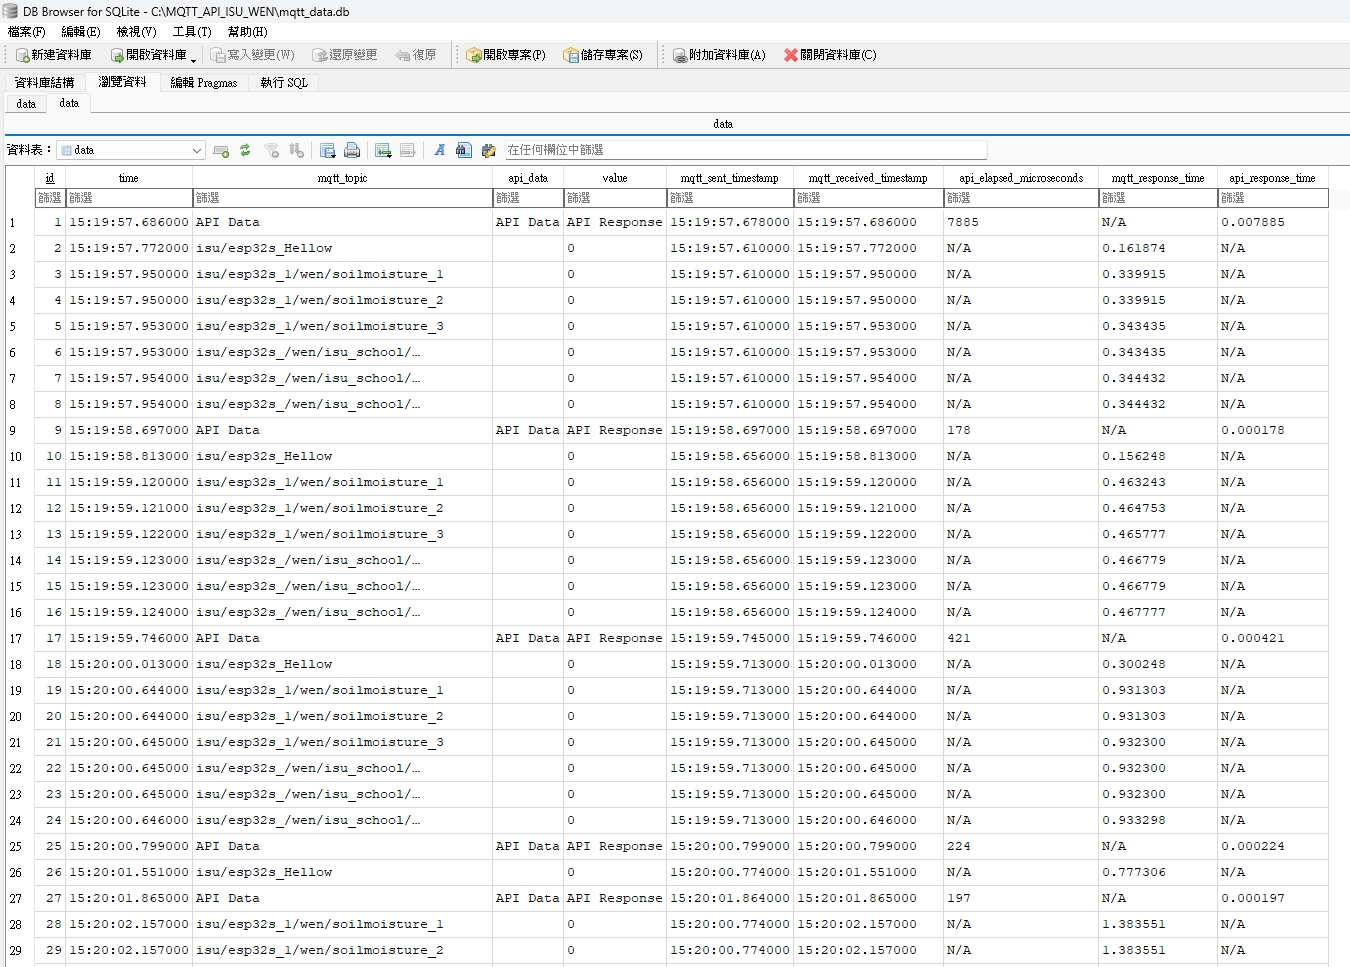 DB Browser for SQLite - C:\MQTT_API_ISU_WEN\mqtt_data.db
檔案(F) 編輯(E) 檢視(V) 工具(T) 幫助(H)
新建資料庫 開啟資料庫 寫入變更(W) 還原變更 復原 開啟專案(P) 儲存專案(S) 附加資料庫(A) 關閉資料庫(C)
資料庫結構 瀏覽資料 編輯 Pragmas 執行 SQL
data data
data
資料表： data 在任何欄位中篩選
id time mqtt_topic api_data value mqtt_sent_timestamp mqtt_received_timestamp api_elapsed_microseconds mqtt_response_time api_response_time
篩選 篩選 篩選 篩選 篩選 篩選 篩選 篩選 篩選 篩選
1 1 15:19:57.686000 API Data API Data API Response 15:19:57.678000 15:19:57.686000 7885 N/A 0.007885
2 2 15:19:57.772000 isu/esp32s_Hellow 0 15:19:57.610000 15:19:57.772000 N/A 0.161874 N/A
3 3 15:19:57.950000 isu/esp32s_1/wen/soilmoisture_1 0 15:19:57.610000 15:19:57.950000 N/A 0.339915 N/A
4 4 15:19:57.950000 isu/esp32s_1/wen/soilmoisture_2 0 15:19:57.610000 15:19:57.950000 N/A 0.339915 N/A
5 5 15:19:57.953000 isu/esp32s_1/wen/soilmoisture_3 0 15:19:57.610000 15:19:57.953000 N/A 0.343435 N/A
6 6 15:19:57.953000 isu/esp32s_/wen/isu_school/… 0 15:19:57.610000 15:19:57.953000 N/A 0.343435 N/A
7 7 15:19:57.954000 isu/esp32s_/wen/isu_school/… 0 15:19:57.610000 15:19:57.954000 N/A 0.344432 N/A
8 8 15:19:57.954000 isu/esp32s_/wen/isu_school/… 0 15:19:57.610000 15:19:57.954000 N/A 0.344432 N/A
9 9 15:19:58.697000 API Data API Data API Response 15:19:58.697000 15:19:58.697000 178 N/A 0.000178
10 10 15:19:58.813000 isu/esp32s_Hellow 0 15:19:58.656000 15:19:58.813000 N/A 0.156248 N/A
11 11 15:19:59.120000 isu/esp32s_1/wen/soilmoisture_1 0 15:19:58.656000 15:19:59.120000 N/A 0.463243 N/A
12 12 15:19:59.121000 isu/esp32s_1/wen/soilmoisture_2 0 15:19:58.656000 15:19:59.121000 N/A 0.464753 N/A
13 13 15:19:59.122000 isu/esp32s_1/wen/soilmoisture_3 0 15:19:58.656000 15:19:59.122000 N/A 0.465777 N/A
14 14 15:19:59.123000 isu/esp32s_/wen/isu_school/… 0 15:19:58.656000 15:19:59.123000 N/A 0.466779 N/A
15 15 15:19:59.123000 isu/esp32s_/wen/isu_school/… 0 15:19:58.656000 15:19:59.123000 N/A 0.466779 N/A
16 16 15:19:59.124000 isu/esp32s_/wen/isu_school/… 0 15:19:58.656000 15:19:59.124000 N/A 0.467777 N/A
17 17 15:19:59.746000 API Data API Data API Response 15:19:59.745000 15:19:59.746000 421 N/A 0.000421
18 18 15:20:00.013000 isu/esp32s_Hellow 0 15:19:59.713000 15:20:00.013000 N/A 0.300248 N/A
19 19 15:20:00.644000 isu/esp32s_1/wen/soilmoisture_1 0 15:19:59.713000 15:20:00.644000 N/A 0.931303 N/A
20 20 15:20:00.644000 isu/esp32s_1/wen/soilmoisture_2 0 15:19:59.713000 15:20:00.644000 N/A 0.931303 N/A
21 21 15:20:00.645000 isu/esp32s_1/wen/soilmoisture_3 0 15:19:59.713000 15:20:00.645000 N/A 0.932300 N/A
22 22 15:20:00.645000 isu/esp32s_/wen/isu_school/… 0 15:19:59.713000 15:20:00.645000 N/A 0.932300 N/A
23 23 15:20:00.645000 isu/esp32s_/wen/isu_school/… 0 15:19:59.713000 15:20:00.645000 N/A 0.932300 N/A
24 24 15:20:00.646000 isu/esp32s_/wen/isu_school/… 0 15:19:59.713000 15:20:00.646000 N/A 0.933298 N/A
25 25 15:20:00.799000 API Data API Data API Response 15:20:00.799000 15:20:00.799000 224 N/A 0.000224
26 26 15:20:01.551000 isu/esp32s_Hellow 0 15:20:00.774000 15:20:01.551000 N/A 0.777306 N/A
27 27 15:20:01.865000 API Data API Data API Response 15:20:01.864000 15:20:01.865000 197 N/A 0.000197
28 28 15:20:02.157000 isu/esp32s_1/wen/soilmoisture_1 0 15:20:00.774000 15:20:02.157000 N/A 1.383551 N/A
29 29 15:20:02.157000 isu/esp32s_1/wen/soilmoisture_2 0 15:20:00.774000 15:20:02.157000 N/A 1.383551 N/A